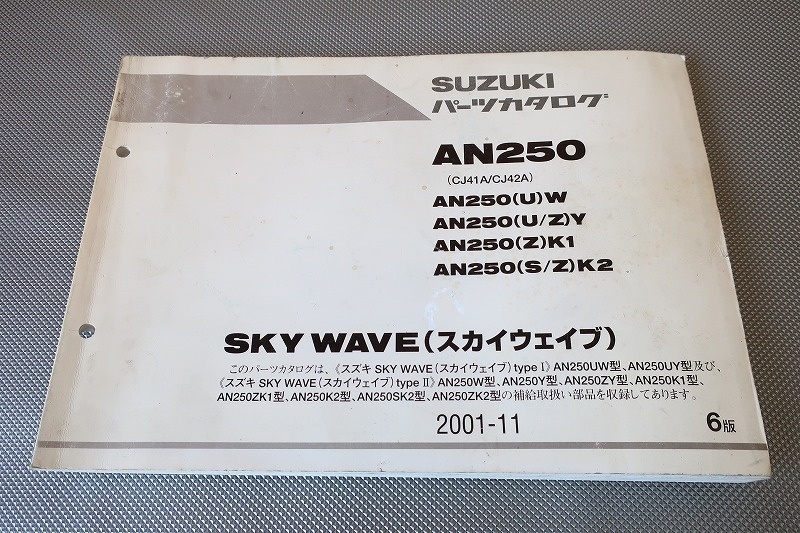 SUZUKI
パーツカタログ
AN250
(CJ41A/CJ42A)
AN250(U)W
AN250(U/Z)Y
AN250(Z)K1
AN250(S/Z)K2
SKY WAVE(スカイウェイブ)
このパーツカタログは、《スズキ SKY WAVE(スカイウェイブ) type I》AN250UW型、AN250UY型及び、
《スズキ SKY WAVE(スカイウェイブ) type II》AN250W型、AN250Y型、AN250ZY型、AN250K1型、
AN250ZK1型、AN250K2型、AN250SK2型、AN250ZK2型の補給取扱い部品を収録してあります。
2001-11
6版